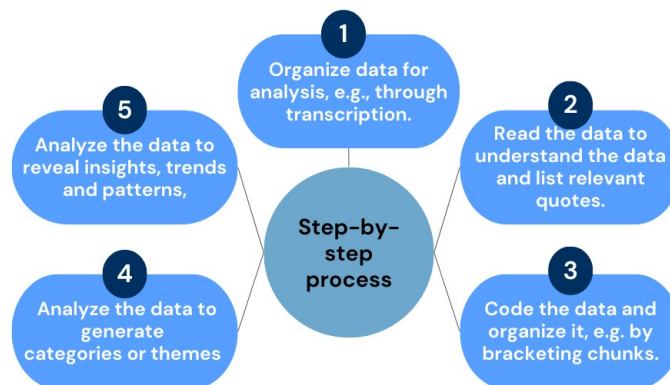 1
Organize data for
analysis, e.g., through
transcription.
2
Read the data to
understand the data
and list relevant
quotes.
3
Code the data and
organize it, e.g. by
bracketing chunks.
4
Analyze the data to
generate
categories or themes
5
Analyze the data to
reveal insights, trends
and patterns,
Step-by-
step
process